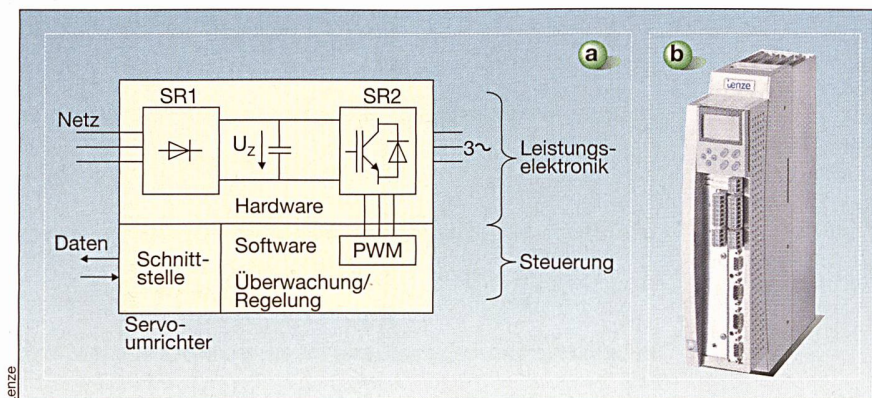 a
b
SR1
SR2
Netz
U_Z
3~
Leistungs-
elektronik
Hardware
Daten
Schnitt-
stelle
Software
PWM
Überwachung/
Regelung
Steuerung
Servo-
umrichter
Lenze
enze